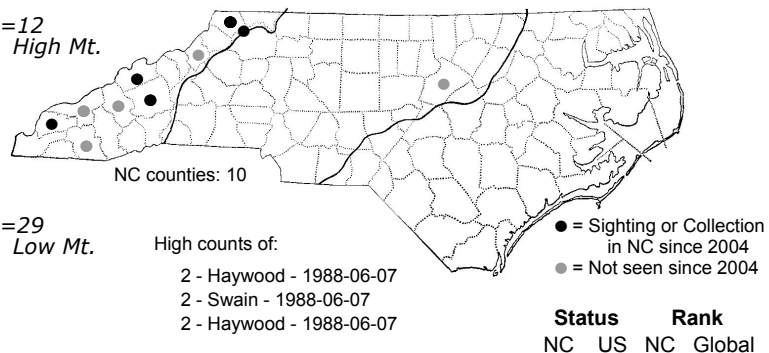 =12
High Mt.
NC counties: 10
=29
Low Mt.
High counts of:
2 - Haywood - 1988-06-07
2 - Swain - 1988-06-07
2 - Haywood - 1988-06-07
= Sighting or Collection
in NC since 2004
= Not seen since 2004
Status Rank
NC US NC Global